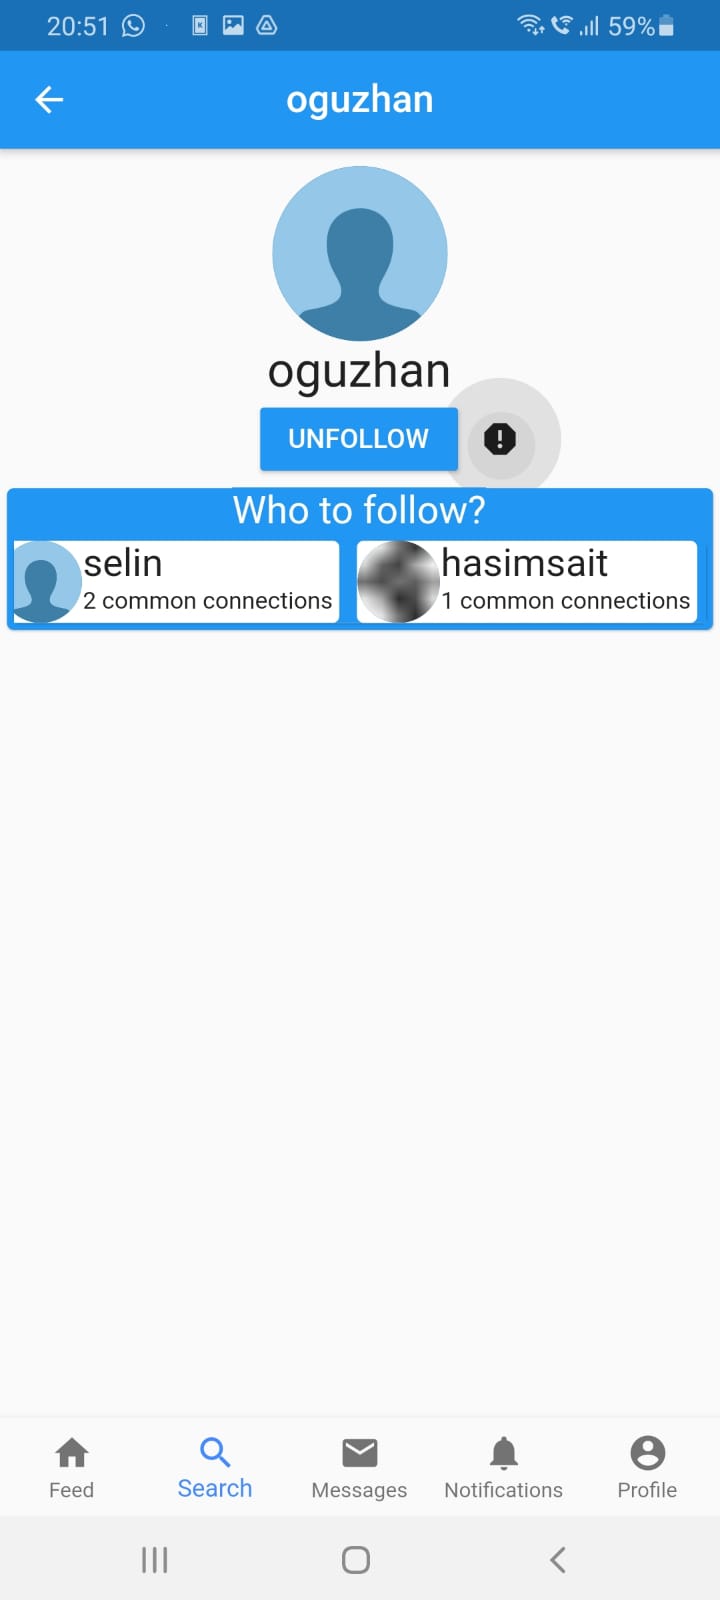 20:51 59%
oguzhan
oguzhan
UNFOLLOW
Who to follow?
selin
2 common connections
hasimsait
1 common connections
Feed Search Messages Notifications Profile